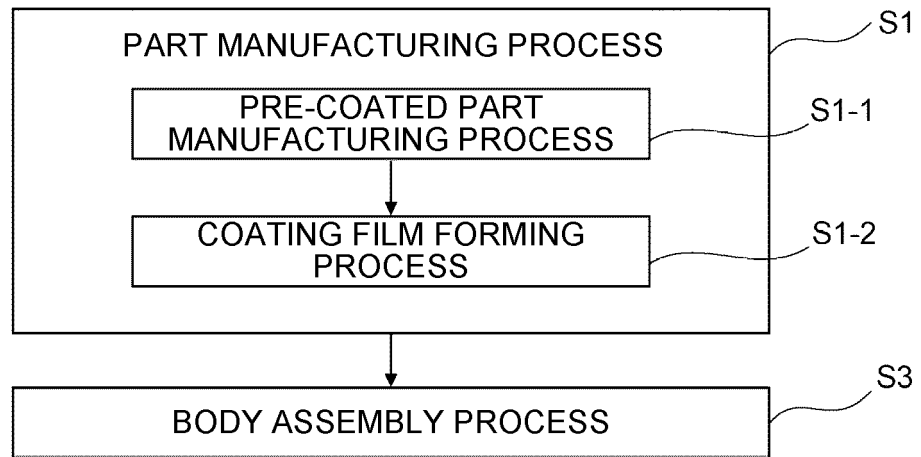 S1
PART MANUFACTURING PROCESS
PRE-COATED PART
MANUFACTURING PROCESS
S1-1
COATING FILM FORMING
PROCESS
S1-2
BODY ASSEMBLY PROCESS
S3